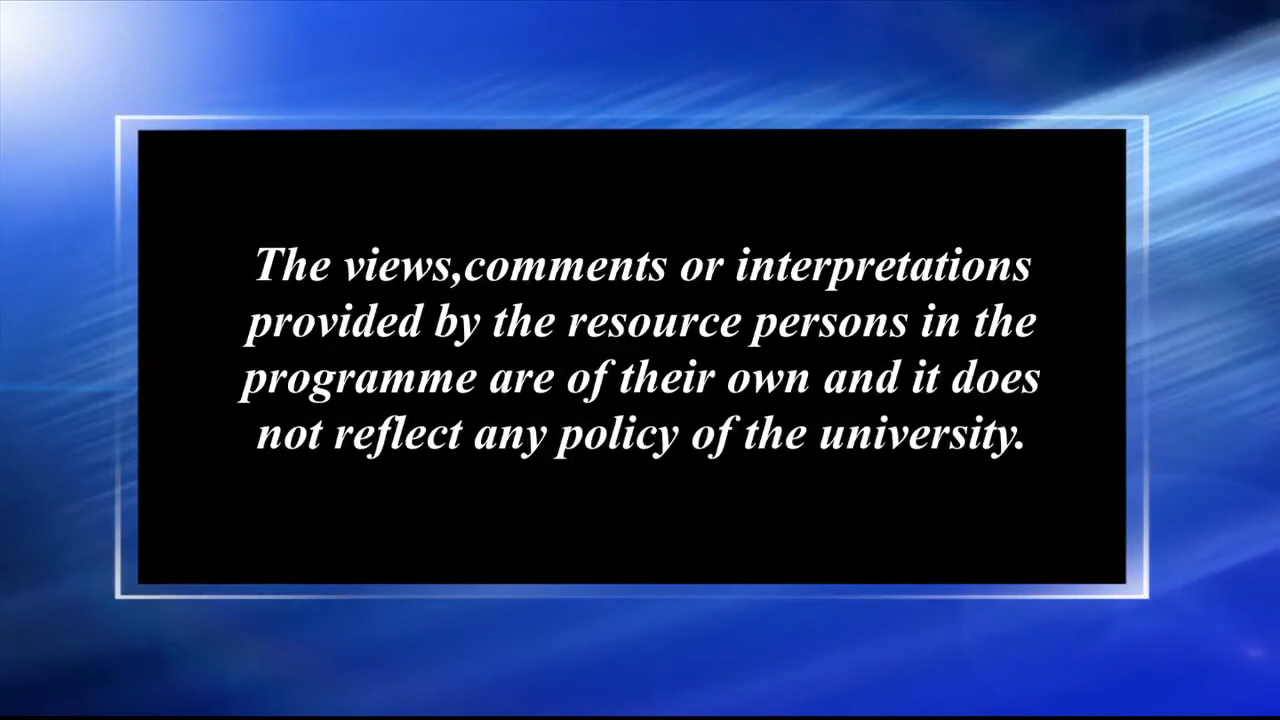 The views,comments or interpretations
provided by the resource persons in the
programme are of their own and it does
not reflect any policy of the university.